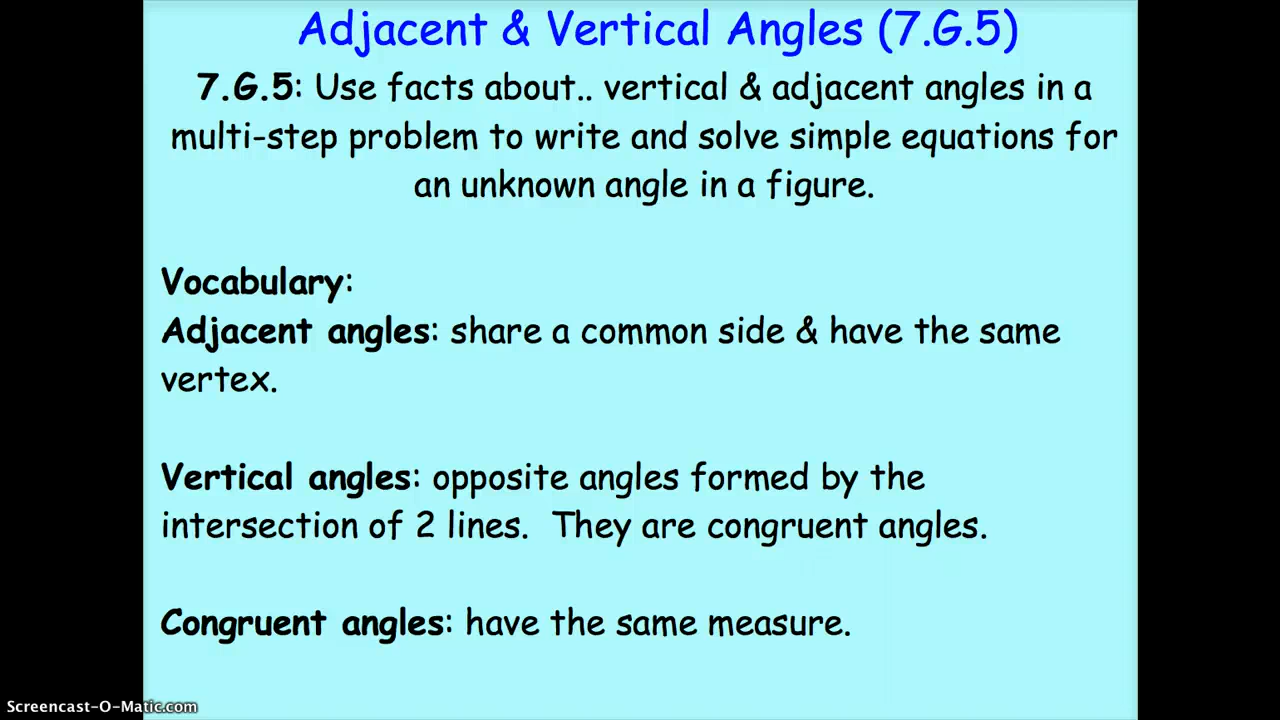 Adjacent & Vertical Angles (7.G.5)
7.G.5: Use facts about.. vertical & adjacent angles in a
multi-step problem to write and solve simple equations for
an unknown angle in a figure.
Vocabulary:
Adjacent angles: share a common side & have the same
vertex.
Vertical angles: opposite angles formed by the
intersection of 2 lines. They are congruent angles.
Congruent angles: have the same measure.
Screencast-O-Matic.com